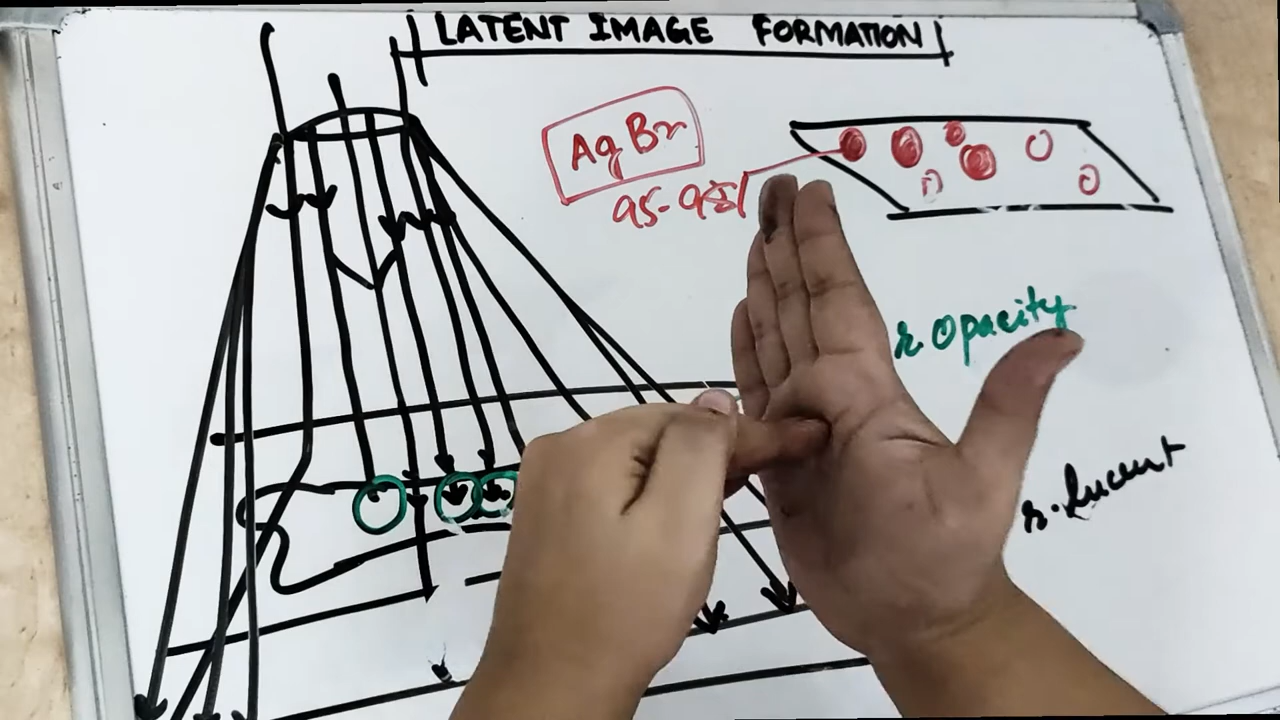 LATENT IMAGE FORMATION
AgBr
95-98%
r. Opacity
r. lucent